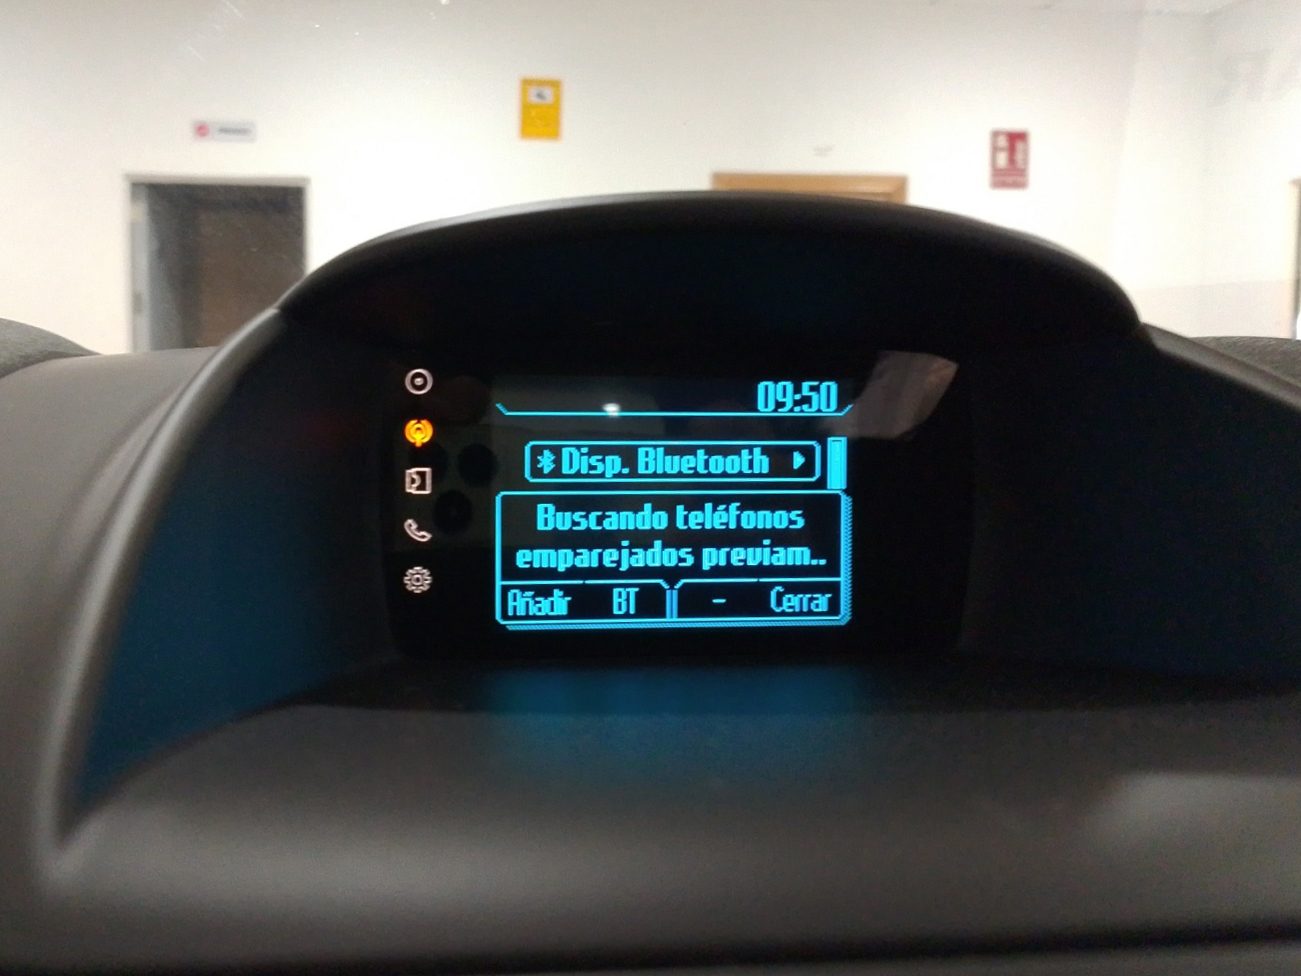 09:50
Disp. Bluetooth
Buscando teléfonos
emparejados previam..
Añadir BT - Cerrar